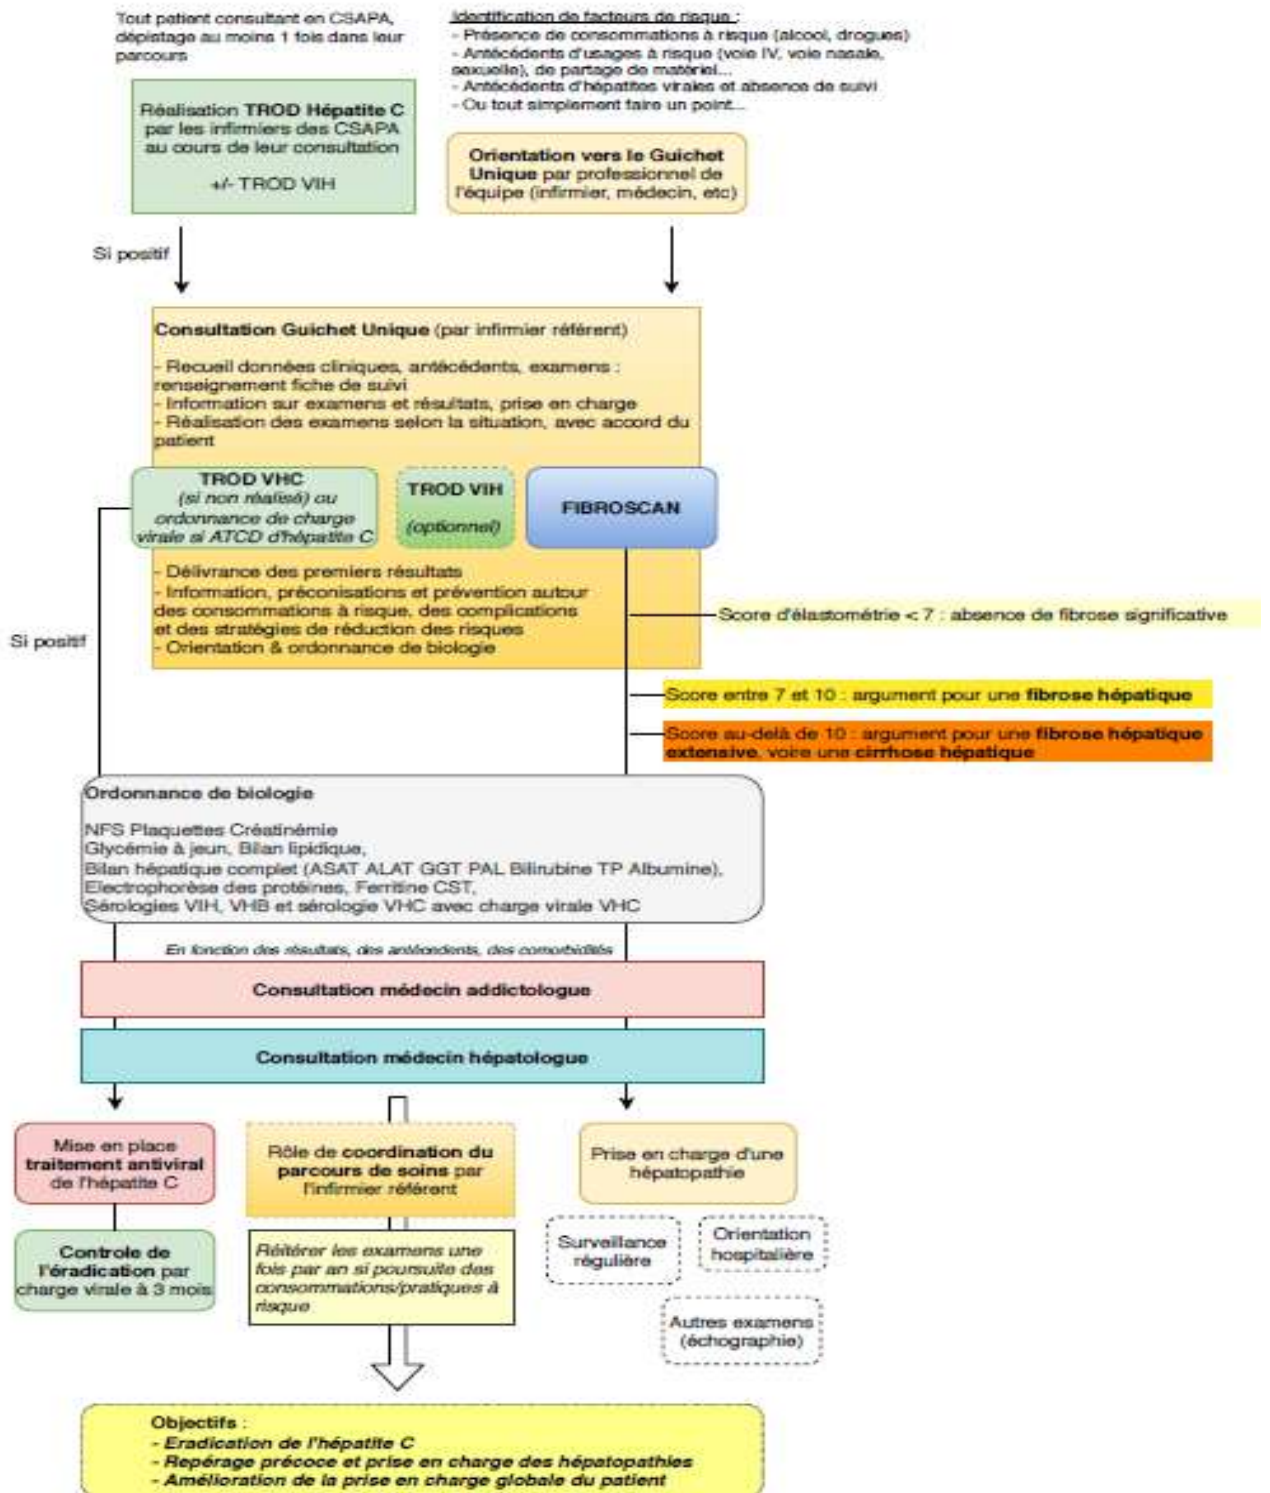 Tout patient consultant en CSAPA,
dépistage au moins 1 fois dans leur
parcours
Identification de facteurs de risque :
- Présence de consommations à risque (alcool, drogues)
- Antécédents d'usages à risque (voie IV, voie nasale,
sexuelle), de partage de matériel...
- Antécédents d'hépatites virales et absence de suivi
- Ou tout simplement faire un point...
Réalisation TROD Hépatite C
par les infirmiers des CSAPA
au cours de leur consultation
+/- TROD VIH
Orientation vers le Guichet
Unique par professionnel de
l'équipe (infirmier, médecin, etc)
Si positif
Consultation Guichet Unique (par infirmier référent)
- Recueil données cliniques, antécédents, examens :
renseignement fiche de suivi
- Information sur examens et résultats, prise en charge
- Réalisation des examens selon la situation, avec accord du
patient
TROD VHC
(si non réalisé) ou
ordonnance de charge
virale si ATCD d'hépatite C
TROD VIH
(optionnel)
FIBROSCAN
- Délivrance des premiers résultats
- Information, préconisations et prévention autour
des consommations à risque, des complications
et des stratégies de réduction des risques
- Orientation & ordonnance de biologie
Si positif
Score d'élastométrie < 7 : absence de fibrose significative
Score entre 7 et 10 : argument pour une fibrose hépatique
Score au-delà de 10 : argument pour une fibrose hépatique
extensive, voire une cirrhose hépatique
Ordonnance de biologie
NFS Plaquettes Créatinémie
Glycémie à jeun, Bilan lipidique,
Bilan hépatique complet (ASAT ALAT GGT PAL Bilirubine TP Albumine),
Electrophorèse des protéines, Ferritine CST,
Sérologies VIH, VHB et sérologie VHC avec charge virale VHC
En fonction des résultats, des antécédents, des comorbidités
Consultation médecin addictologue
Consultation médecin hépatologue
Mise en place
traitement antiviral
de l'hépatite C
Rôle de coordination du
parcours de soins par
l'infirmier référent
Prise en charge d'une
hépatopathie
Controle de
l'éradication par
charge virale à 3 mois
Réitérer les examens une
fois par an si poursuite des
consommations/pratiques à
risque
Surveillance
régulière
Orientation
hospitalière
Autres examens
(échographie)
Objectifs :
- Eradication de l'hépatite C
- Repérage précoce et prise en charge des hépatopathies
- Amélioration de la prise en charge globale du patient